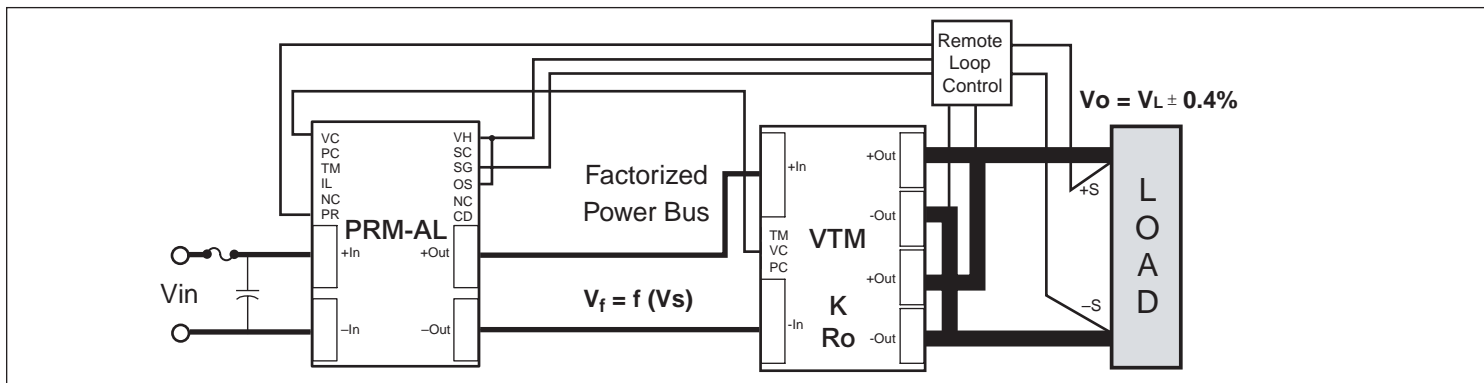 Remote
Loop
Control
Vo = VL ± 0.4%
VC
PC
TM
IL
NC
PR
VH
SC
SG
OS
NC
CD
PRM-AL
+In
–In
+Out
–Out
Vin
Factorized
Power Bus
Vf = f (Vs)
+In
TM
VC
PC
-In
VTM
K
Ro
+Out
-Out
+Out
-Out
+S
–S
L
O
A
D